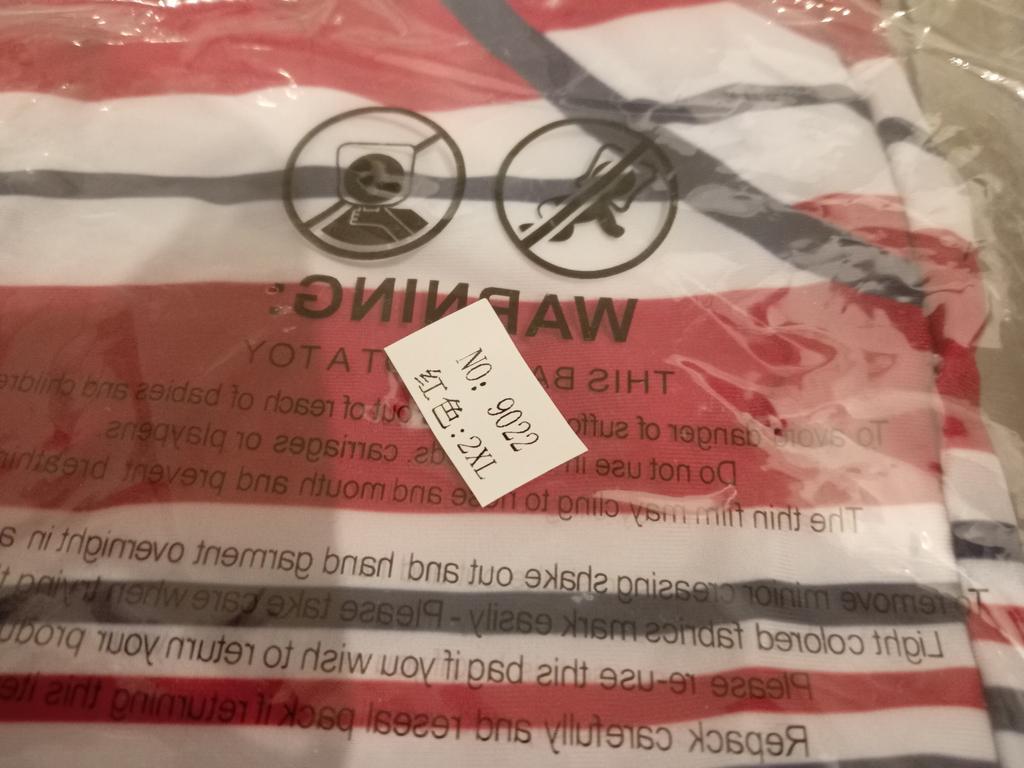 WARNING:
THIS BA TATOY
To avoid danger of suffo out of reach of babies and childre
Do not use in ds. carriages or playpens.
The thin film may cling to nose and mouth and prevent breathin
To remove minior creasing shake out and hand garment overnight in a
Light colored fabrics mark easily - Please take care when trying t
Please re-use this bag if you wish to return your produ
Repack carefully and reseal pack if returning this ite
NO: 9022
红色:2XL